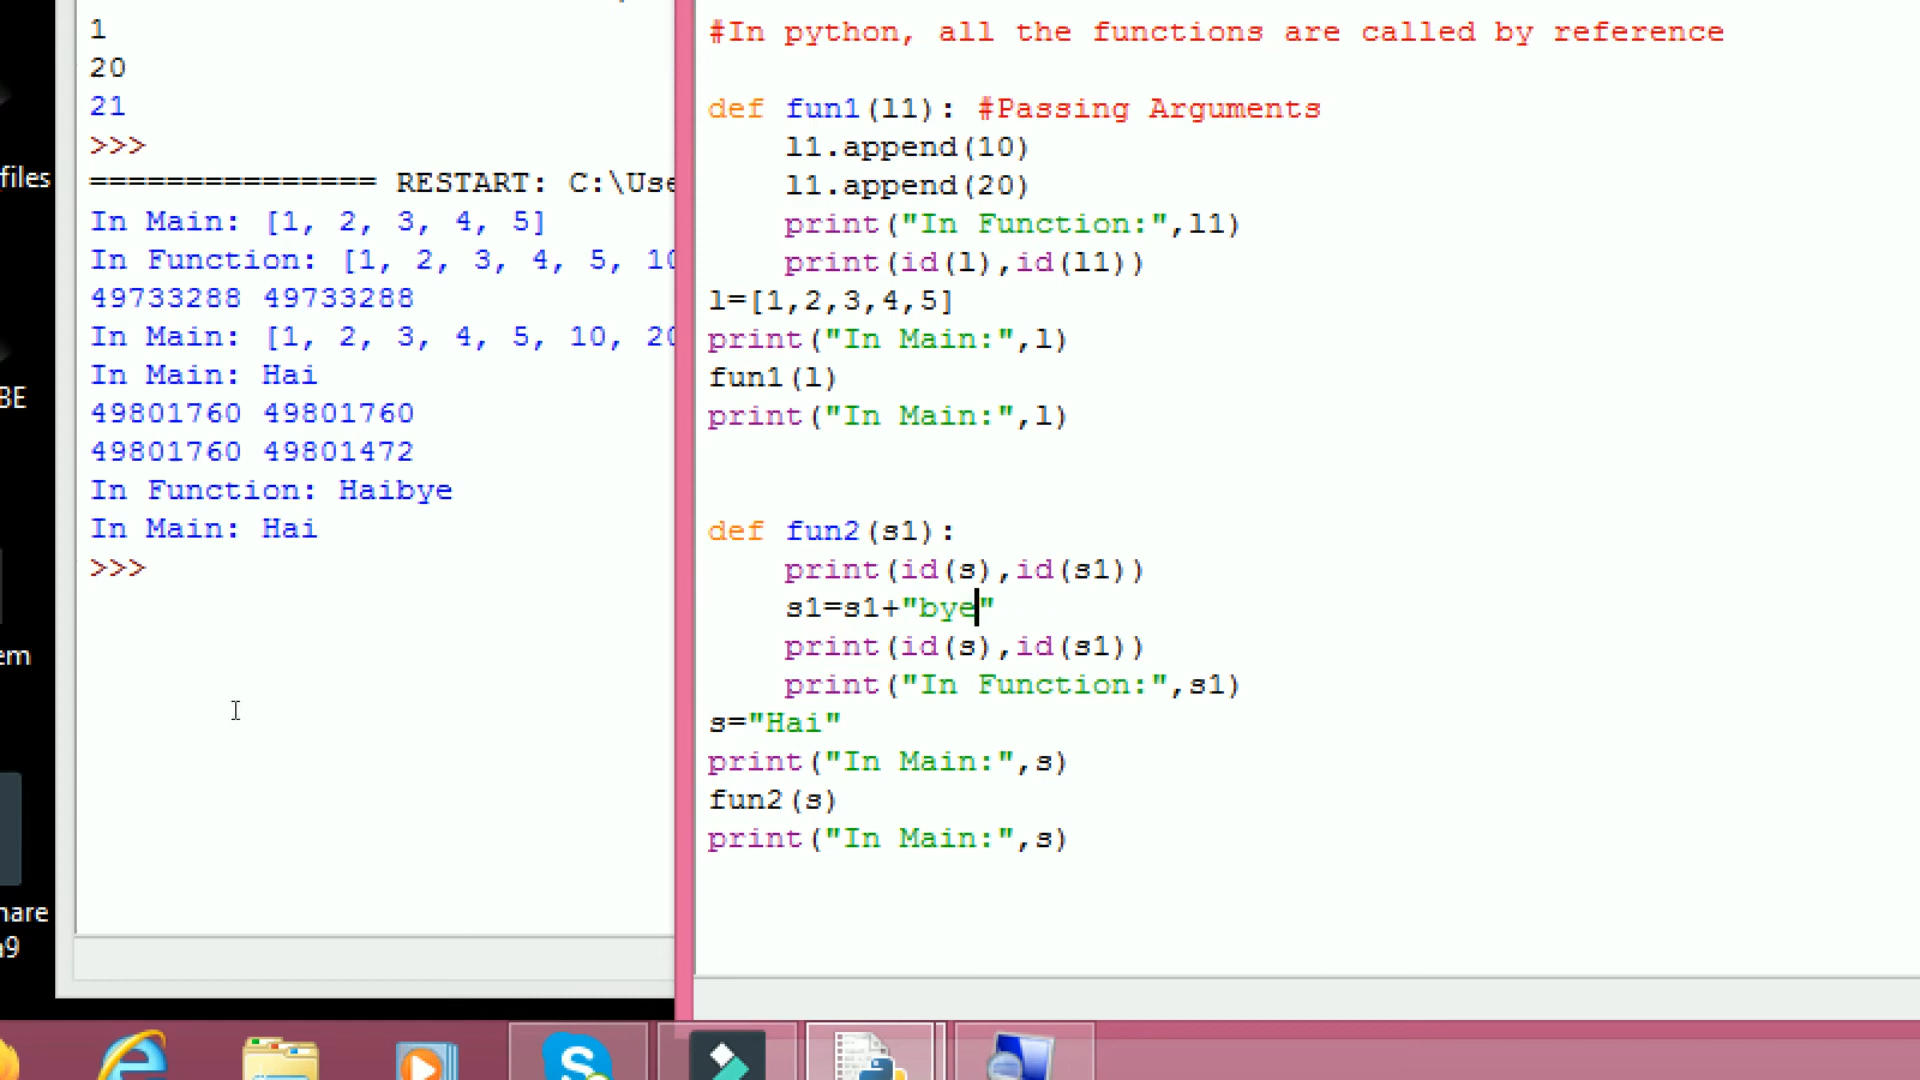 1
20
21
>>>
=============== RESTART: C:\Use
In Main: [1, 2, 3, 4, 5]
In Function: [1, 2, 3, 4, 5, 10
49733288 49733288
In Main: [1, 2, 3, 4, 5, 10, 20
In Main: Hai
49801760 49801760
49801760 49801472
In Function: Haibye
In Main: Hai
>>>
#In python, all the functions are called by reference
def fun1(l1): #Passing Arguments
    l1.append(10)
    l1.append(20)
    print("In Function:",l1)
    print(id(l),id(l1))
l=[1,2,3,4,5]
print("In Main:",l)
fun1(l)
print("In Main:",l)
def fun2(s1):
    print(id(s),id(s1))
    s1=s1+"bye"
    print(id(s),id(s1))
    print("In Function:",s1)
s="Hai"
print("In Main:",s)
fun2(s)
print("In Main:",s)
files
BE
em
hare